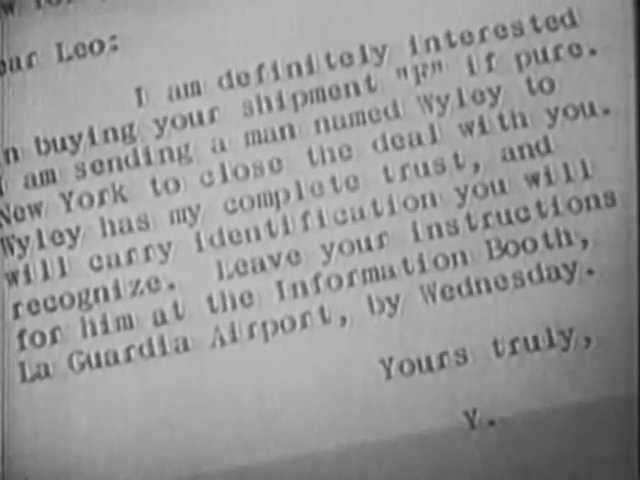 ear Leo:
I am definitely interested
n buying your shipment "F" if pure.
I am sending a man named Wyley to
New York to close the deal with you.
Wyley has my complete trust, and
will carry identification you will
recognize. Leave your instructions
for him at the Information Booth,
La Guardia Airport, by Wednesday.
Yours truly,
Y.